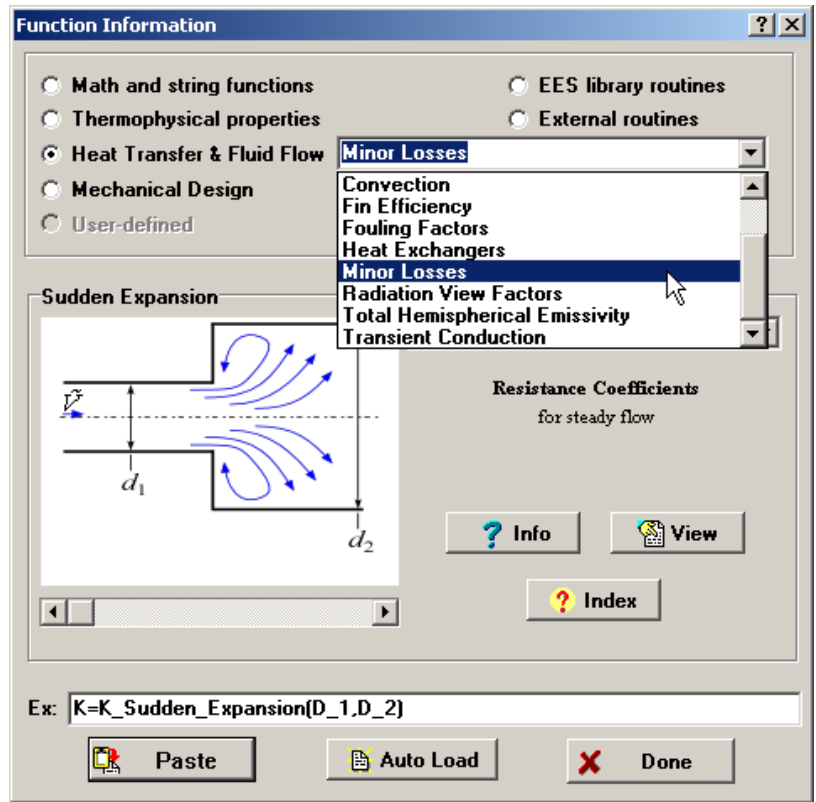 Function Information
Math and string functions
EES library routines
Thermophysical properties
External routines
Heat Transfer & Fluid Flow
Minor Losses
Mechanical Design
User-defined
Convection
Fin Efficiency
Fouling Factors
Heat Exchangers
Minor Losses
Radiation View Factors
Total Hemispherical Emissivity
Transient Conduction
Sudden Expansion
Ṽ
d1
d2
Resistance Coefficients
for steady flow
? Info
View
? Index
Ex: K=K_Sudden_Expansion(D_1,D_2)
Paste
Auto Load
Done